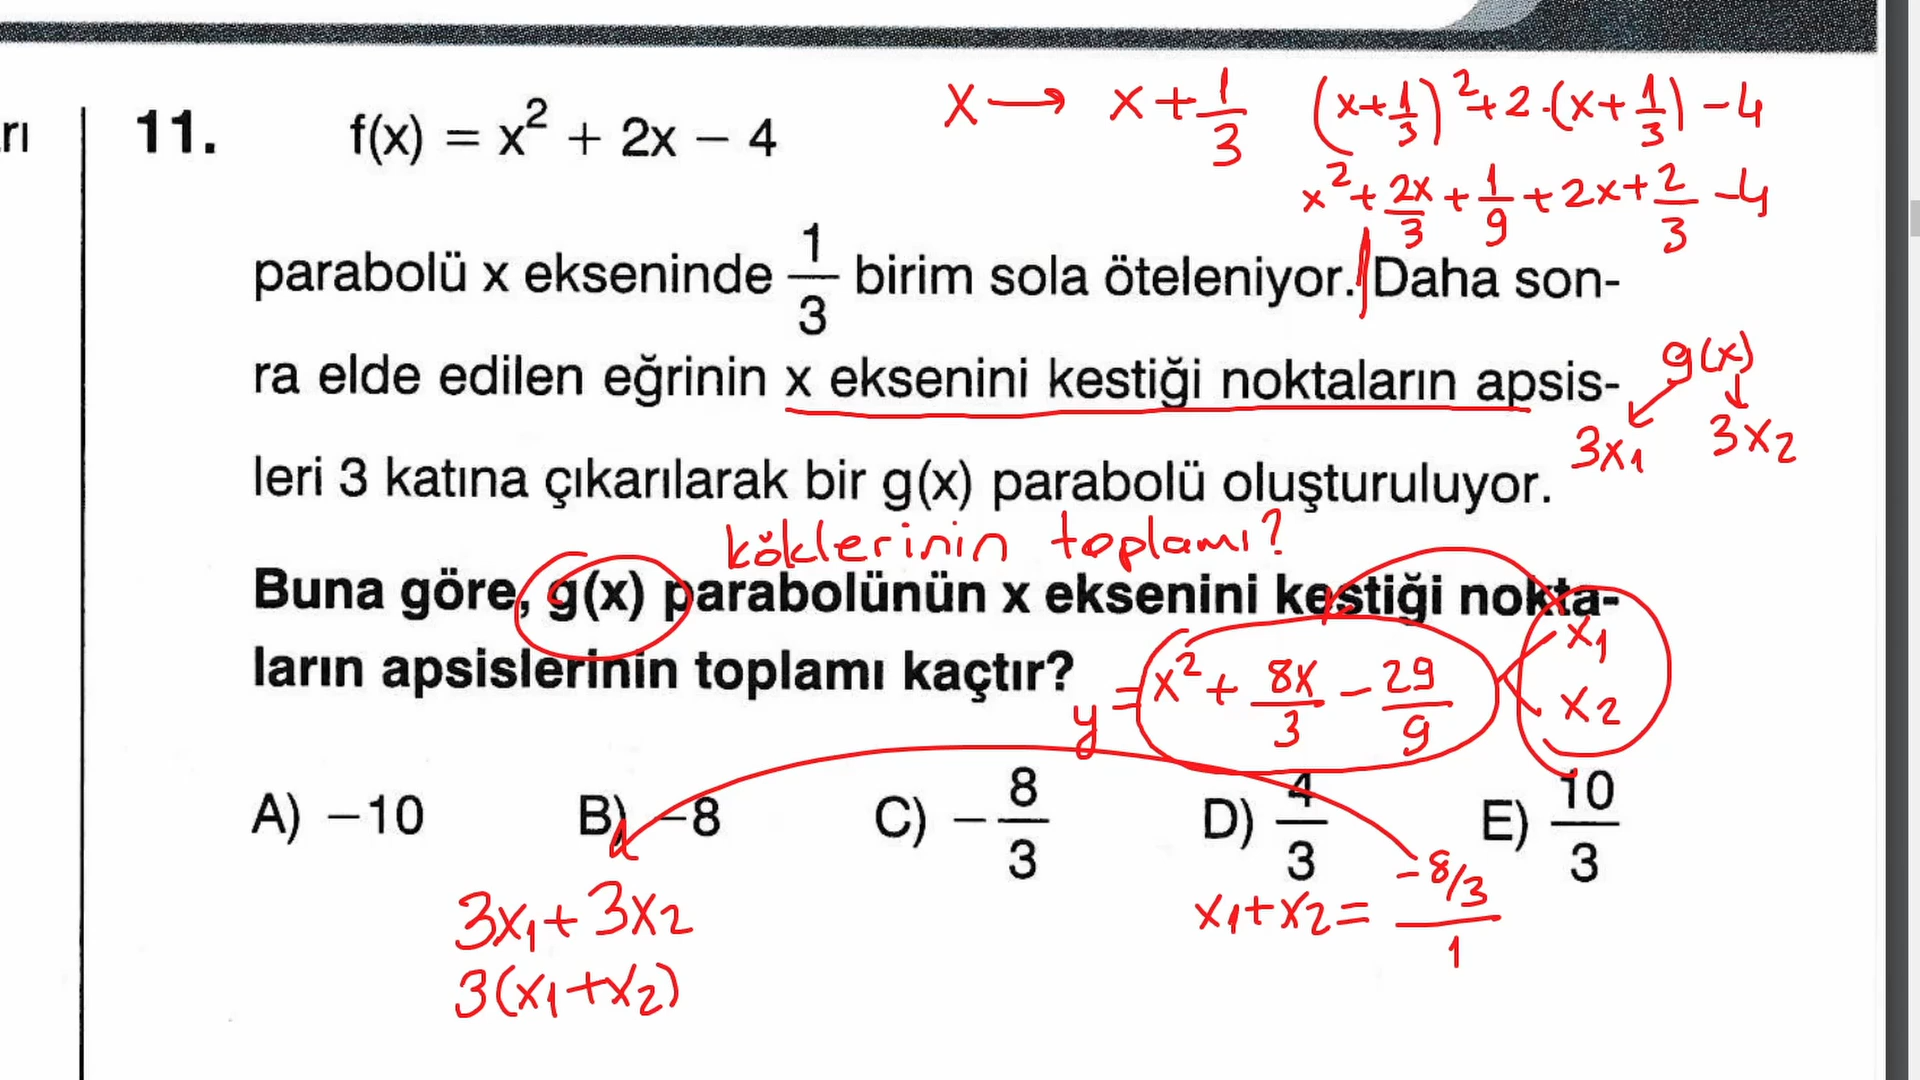 rı
11. f(x) = x² + 2x − 4
x → x + 1/3 (x+1/3)² + 2·(x+1/3) − 4
x² + 2x/3 + 1/9 + 2x + 2/3 − 4
parabolü x ekseninde 1/3 birim sola öteleniyor. Daha son-
ra elde edilen eğrinin x eksenini kestiği noktaların apsis-
g(x)
3x₁ 3x₂
leri 3 katına çıkarılarak bir g(x) parabolü oluşturuluyor.
köklerinin toplamı?
Buna göre, g(x) parabolünün x eksenini kestiği nokta-
ların apsislerinin toplamı kaçtır?
y = x² + 8x/3 − 29/9
x₁
x₂
A) −10 B) −8 C) −8/3 D) 4/3 E) 10/3
3x₁ + 3x₂
3(x₁+x₂)
x₁+x₂ = −8/3 / 1